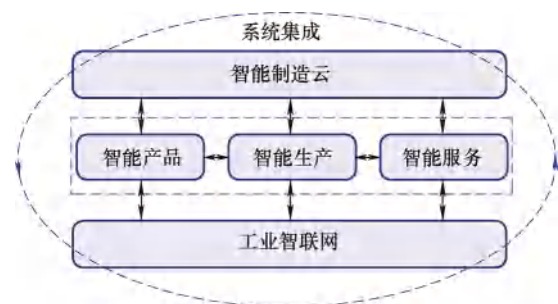 系统集成
智能制造云
智能产品
智能生产
智能服务
工业智联网